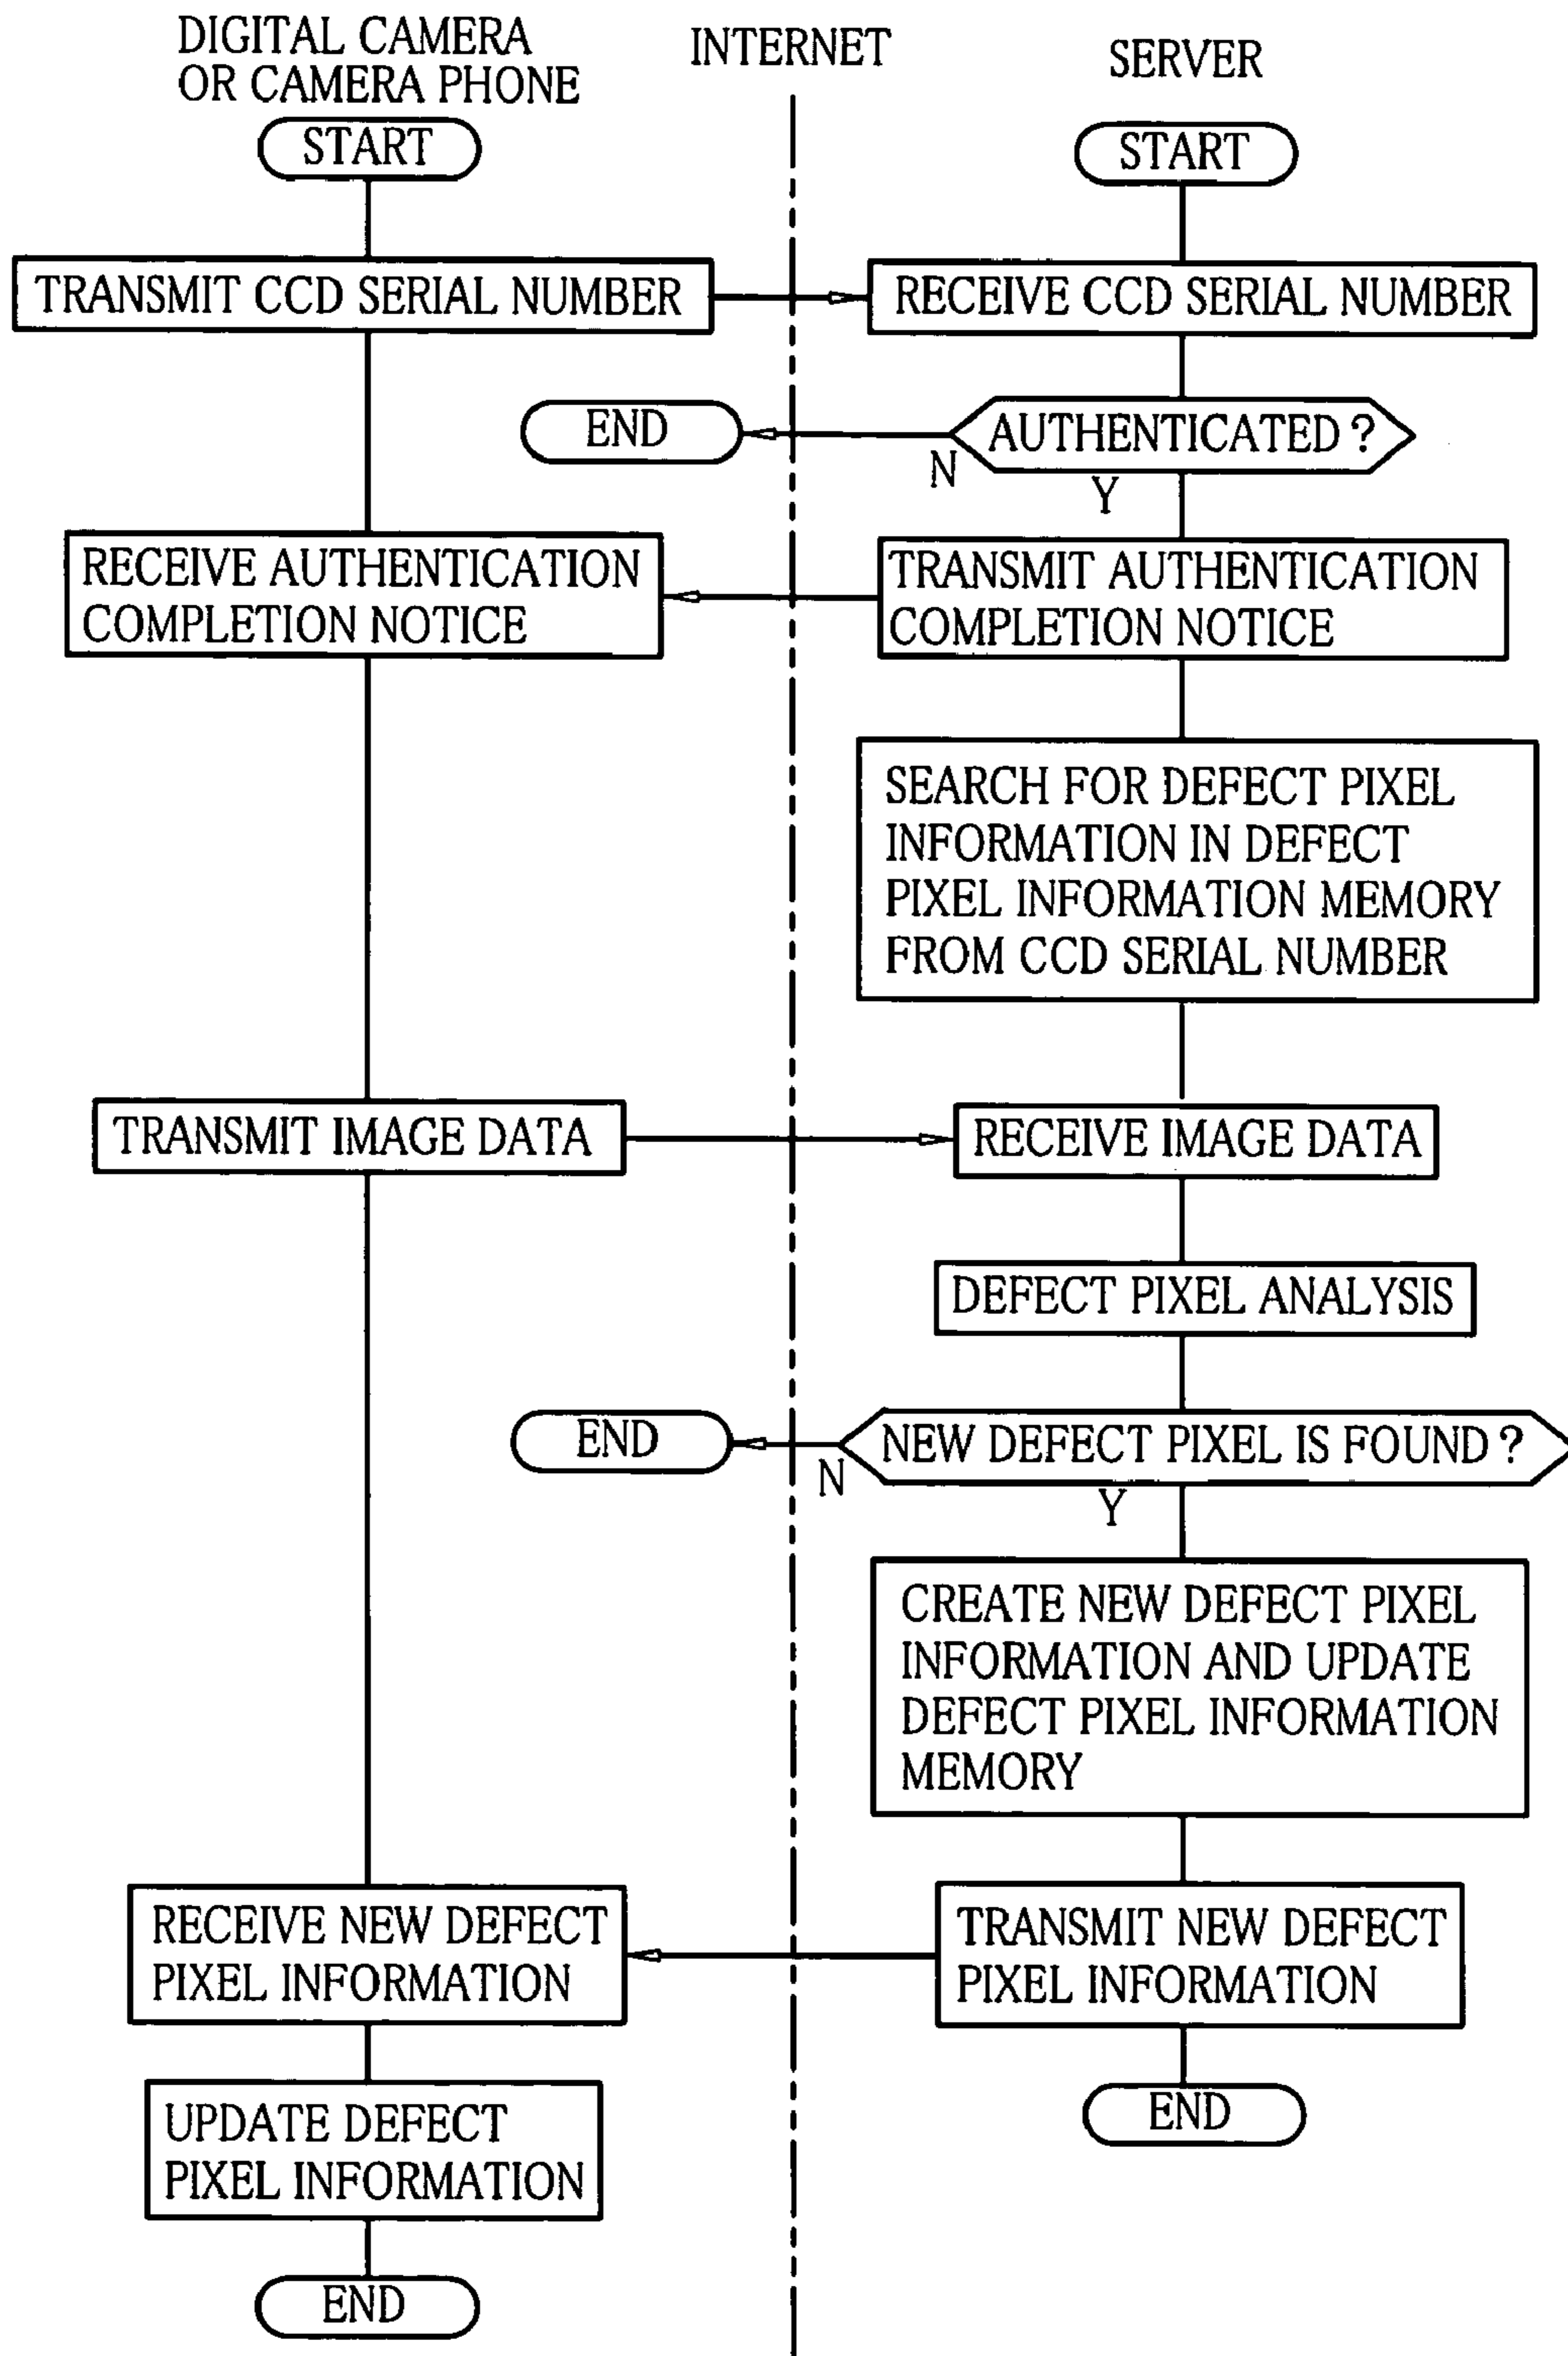 DIGITAL CAMERA
OR CAMERA PHONE
INTERNET
SERVER
START
START
TRANSMIT CCD SERIAL NUMBER
RECEIVE CCD SERIAL NUMBER
END
AUTHENTICATED ?
N
Y
RECEIVE AUTHENTICATION
COMPLETION NOTICE
TRANSMIT AUTHENTICATION
COMPLETION NOTICE
SEARCH FOR DEFECT PIXEL
INFORMATION IN DEFECT
PIXEL INFORMATION MEMORY
FROM CCD SERIAL NUMBER
TRANSMIT IMAGE DATA
RECEIVE IMAGE DATA
DEFECT PIXEL ANALYSIS
END
NEW DEFECT PIXEL IS FOUND ?
N
Y
CREATE NEW DEFECT PIXEL
INFORMATION AND UPDATE
DEFECT PIXEL INFORMATION
MEMORY
RECEIVE NEW DEFECT
PIXEL INFORMATION
TRANSMIT NEW DEFECT
PIXEL INFORMATION
UPDATE DEFECT
PIXEL INFORMATION
END
END